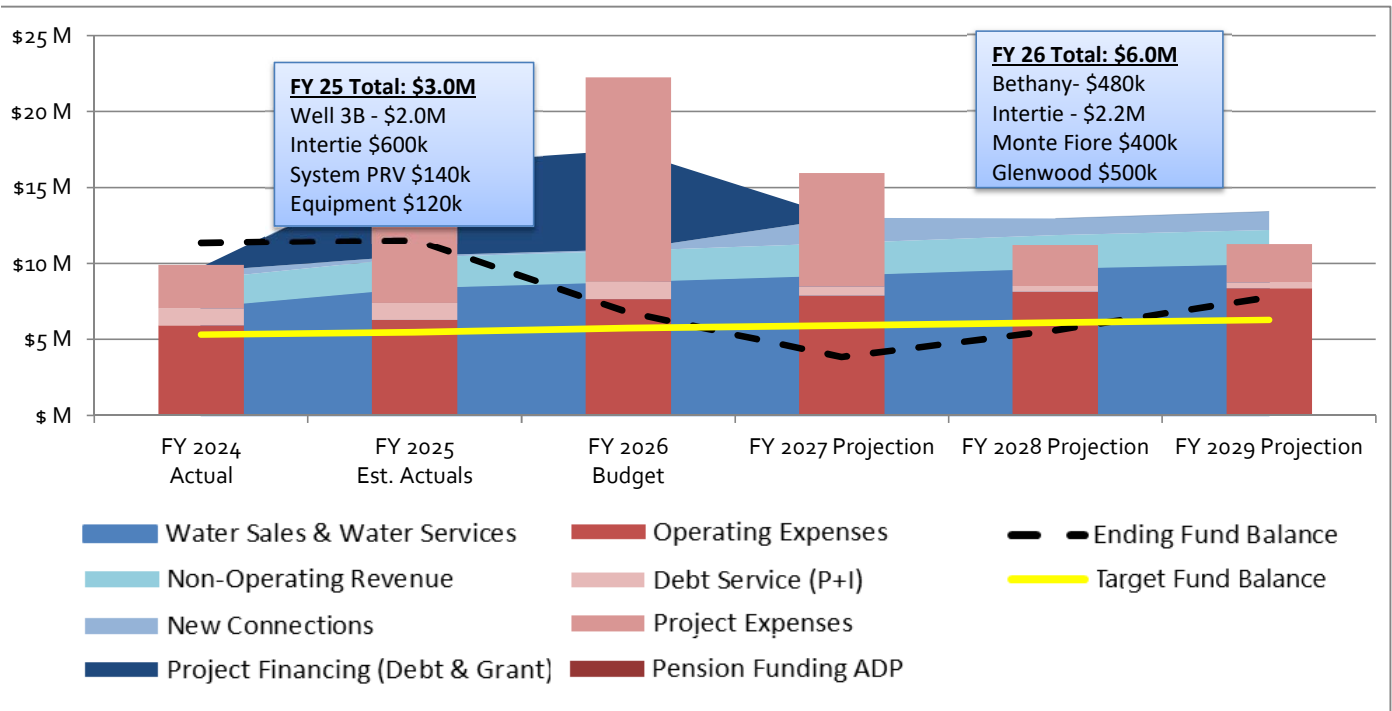 $25 M
$20 M
$15 M
$10 M
$5 M
$ M
FY 25 Total: $3.0M
Well 3B - $2.0M
Intertie $600k
System PRV $140k
Equipment $120k
FY 26 Total: $6.0M
Bethany- $480k
Intertie - $2.2M
Monte Fiore $400k
Glenwood $500k
FY 2024
Actual
FY 2025
Est. Actuals
FY 2026
Budget
FY 2027 Projection
FY 2028 Projection
FY 2029 Projection
Water Sales & Water Services
Operating Expenses
Ending Fund Balance
Non-Operating Revenue
Debt Service (P+I)
Target Fund Balance
New Connections
Project Expenses
Project Financing (Debt & Grant)
Pension Funding ADP